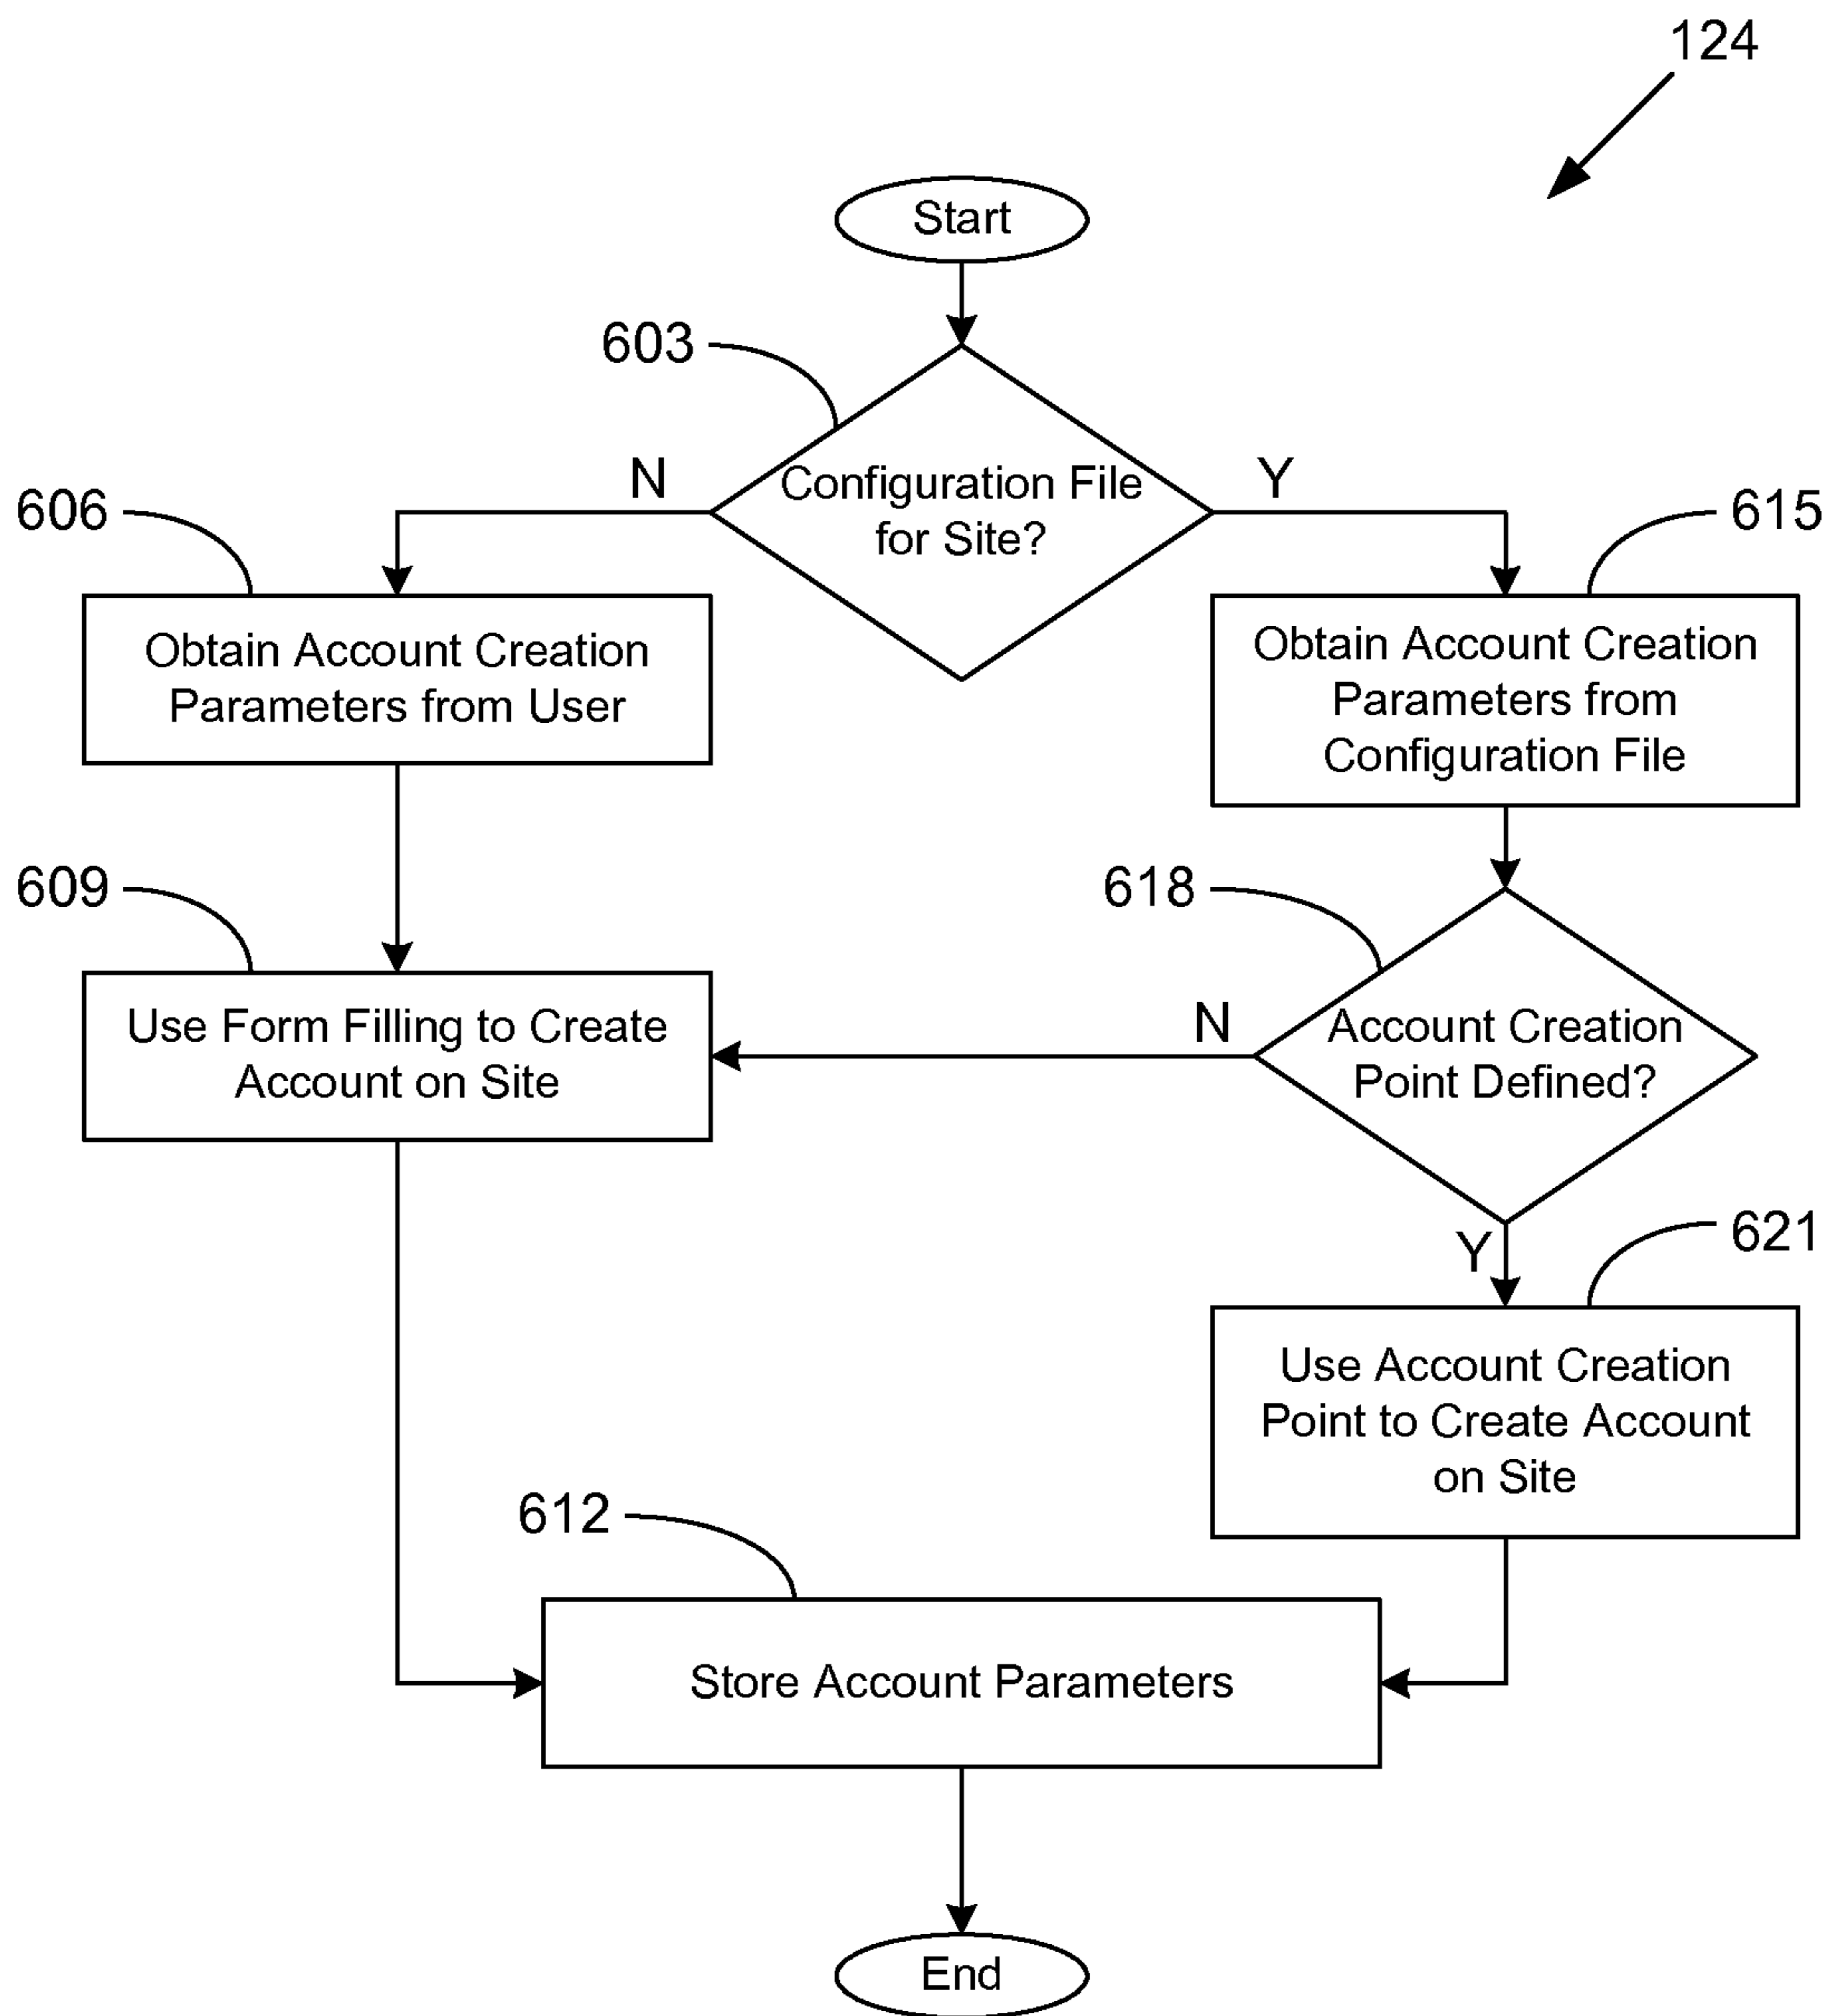 124
Start
603
Configuration File
for Site?
N
Y
606
615
Obtain Account Creation
Parameters from User
Obtain Account Creation
Parameters from
Configuration File
609
618
Use Form Filling to Create
Account on Site
N
Account Creation
Point Defined?
Y
621
Use Account Creation
Point to Create Account
on Site
612
Store Account Parameters
End